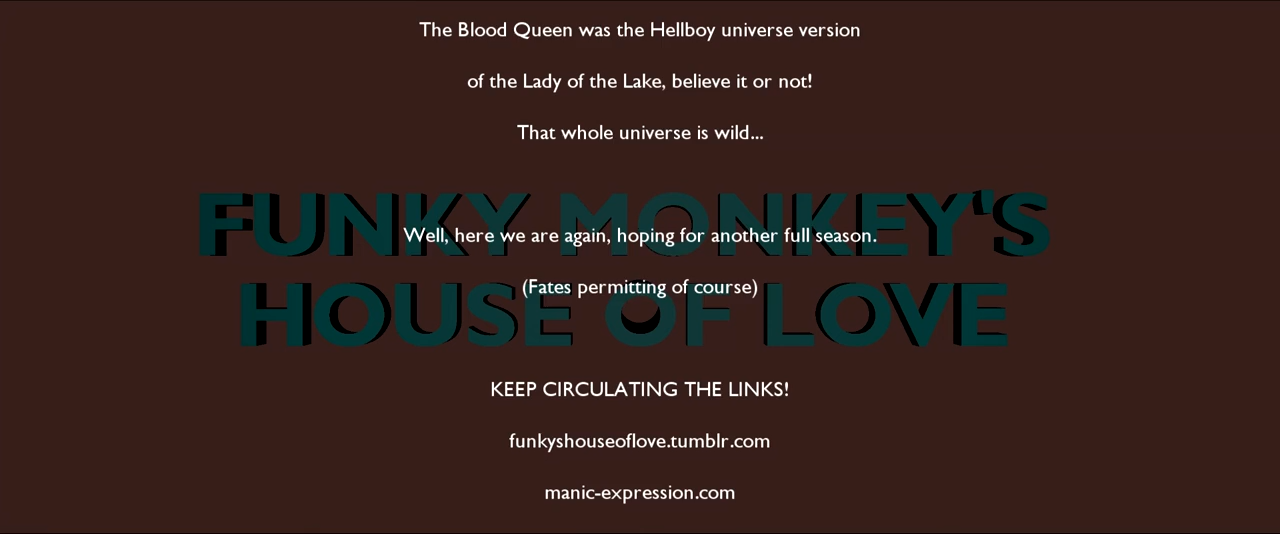 The Blood Queen was the Hellboy universe version
of the Lady of the Lake, believe it or not!
That whole universe is wild...
FUNKY MONKEY'S
Well, here we are again, hoping for another full season.
(Fates permitting of course)
HOUSE OF LOVE
KEEP CIRCULATING THE LINKS!
funkyshouseoflove.tumblr.com
manic-expression.com